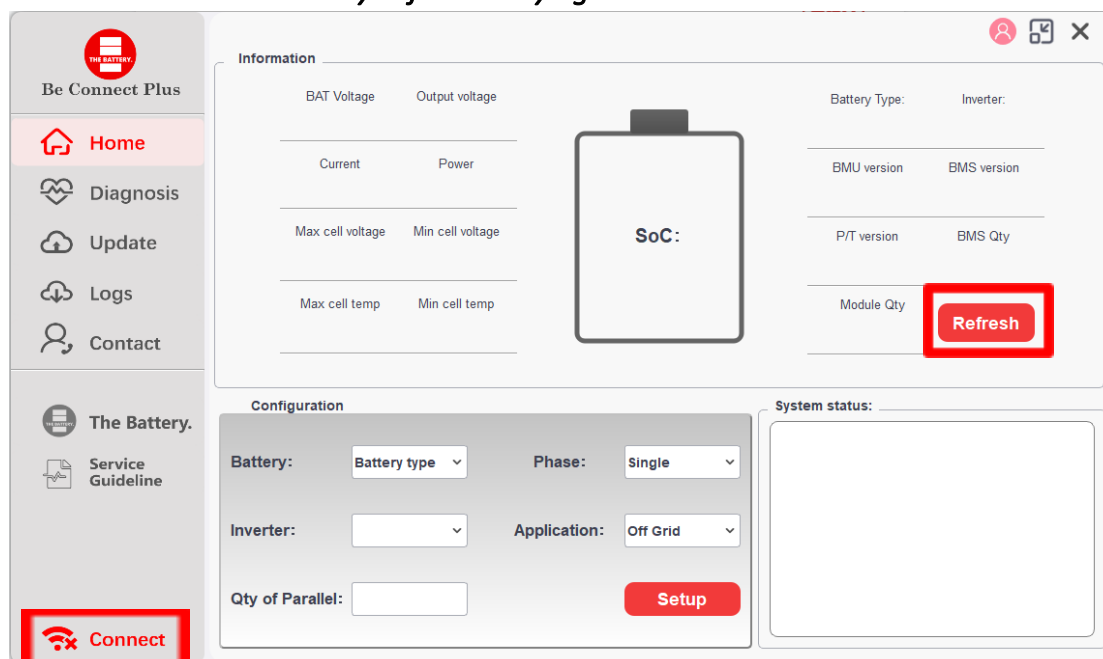 THE BATTERY.
Be Connect Plus
Home
Diagnosis
Update
Logs
Contact
The Battery.
Service
Guideline
Connect
Information
BAT Voltage Output voltage
Current Power
Max cell voltage Min cell voltage
Max cell temp Min cell temp
SoC:
Battery Type: Inverter:
BMU version BMS version
P/T version BMS Qty
Module Qty
Refresh
Configuration
Battery: Battery type Phase: Single
Inverter: Application: Off Grid
Qty of Parallel: Setup
System status: